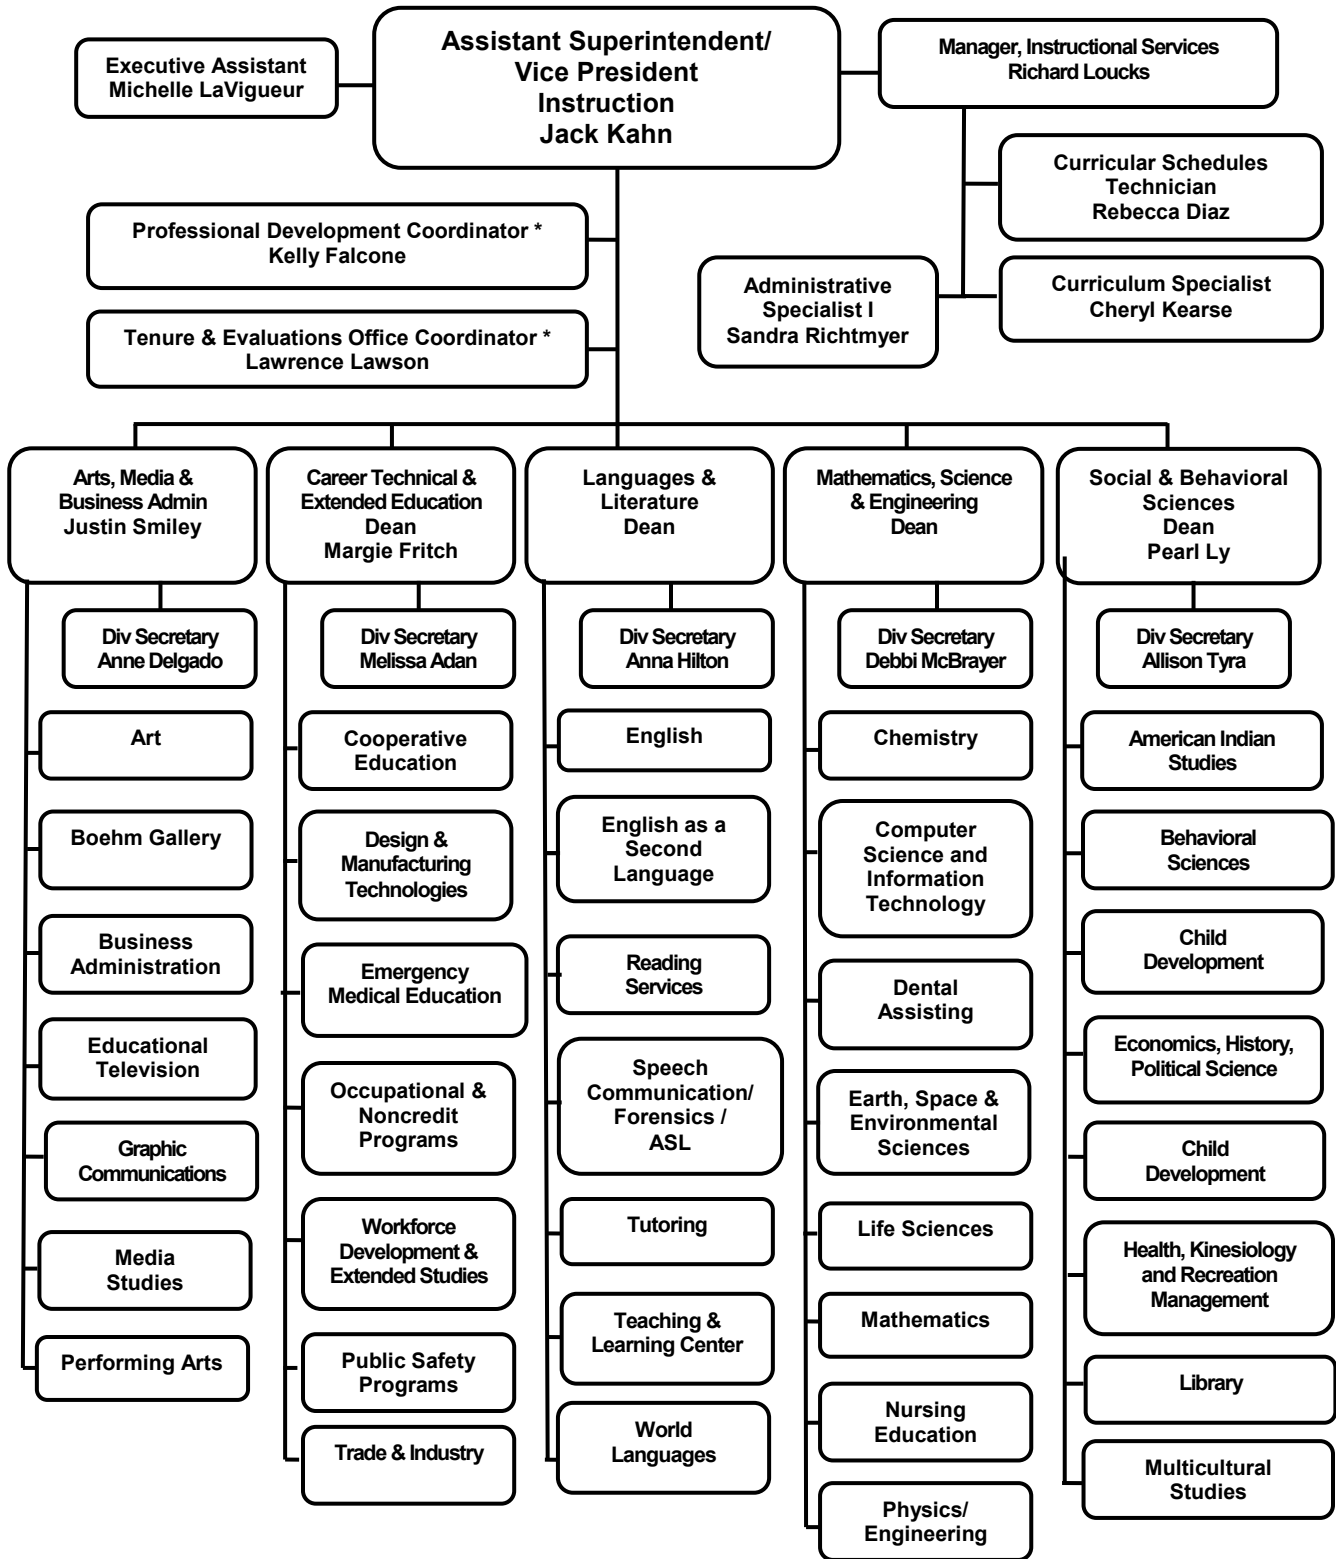 Assistant Superintendent/
Vice President
Instruction
Jack Kahn
Executive Assistant
Michelle LaVigueur
Manager, Instructional Services
Richard Loucks
Curricular Schedules
Technician
Rebecca Diaz
Professional Development Coordinator *
Kelly Falcone
Administrative
Specialist I
Sandra Richtmyer
Curriculum Specialist
Cheryl Kearse
Tenure & Evaluations Office Coordinator *
Lawrence Lawson
Arts, Media &
Business Admin
Justin Smiley
Career Technical &
Extended Education
Dean
Margie Fritch
Languages &
Literature
Dean
Mathematics, Science
& Engineering
Dean
Social & Behavioral
Sciences
Dean
Pearl Ly
Div Secretary
Anne Delgado
Div Secretary
Melissa Adan
Div Secretary
Anna Hilton
Div Secretary
Debbi McBrayer
Div Secretary
Allison Tyra
Art
Boehm Gallery
Business
Administration
Educational
Television
Graphic
Communications
Media
Studies
Performing Arts
Cooperative
Education
Design &
Manufacturing
Technologies
Emergency
Medical Education
Occupational &
Noncredit
Programs
Workforce
Development &
Extended Studies
Public Safety
Programs
Trade & Industry
English
English as a
Second
Language
Reading
Services
Speech
Communication/
Forensics /
ASL
Tutoring
Teaching &
Learning Center
World
Languages
Chemistry
Computer
Science and
Information
Technology
Dental
Assisting
Earth, Space &
Environmental
Sciences
Life Sciences
Mathematics
Nursing
Education
Physics/
Engineering
American Indian
Studies
Behavioral
Sciences
Child
Development
Economics, History,
Political Science
Child
Development
Health, Kinesiology
and Recreation
Management
Library
Multicultural
Studies